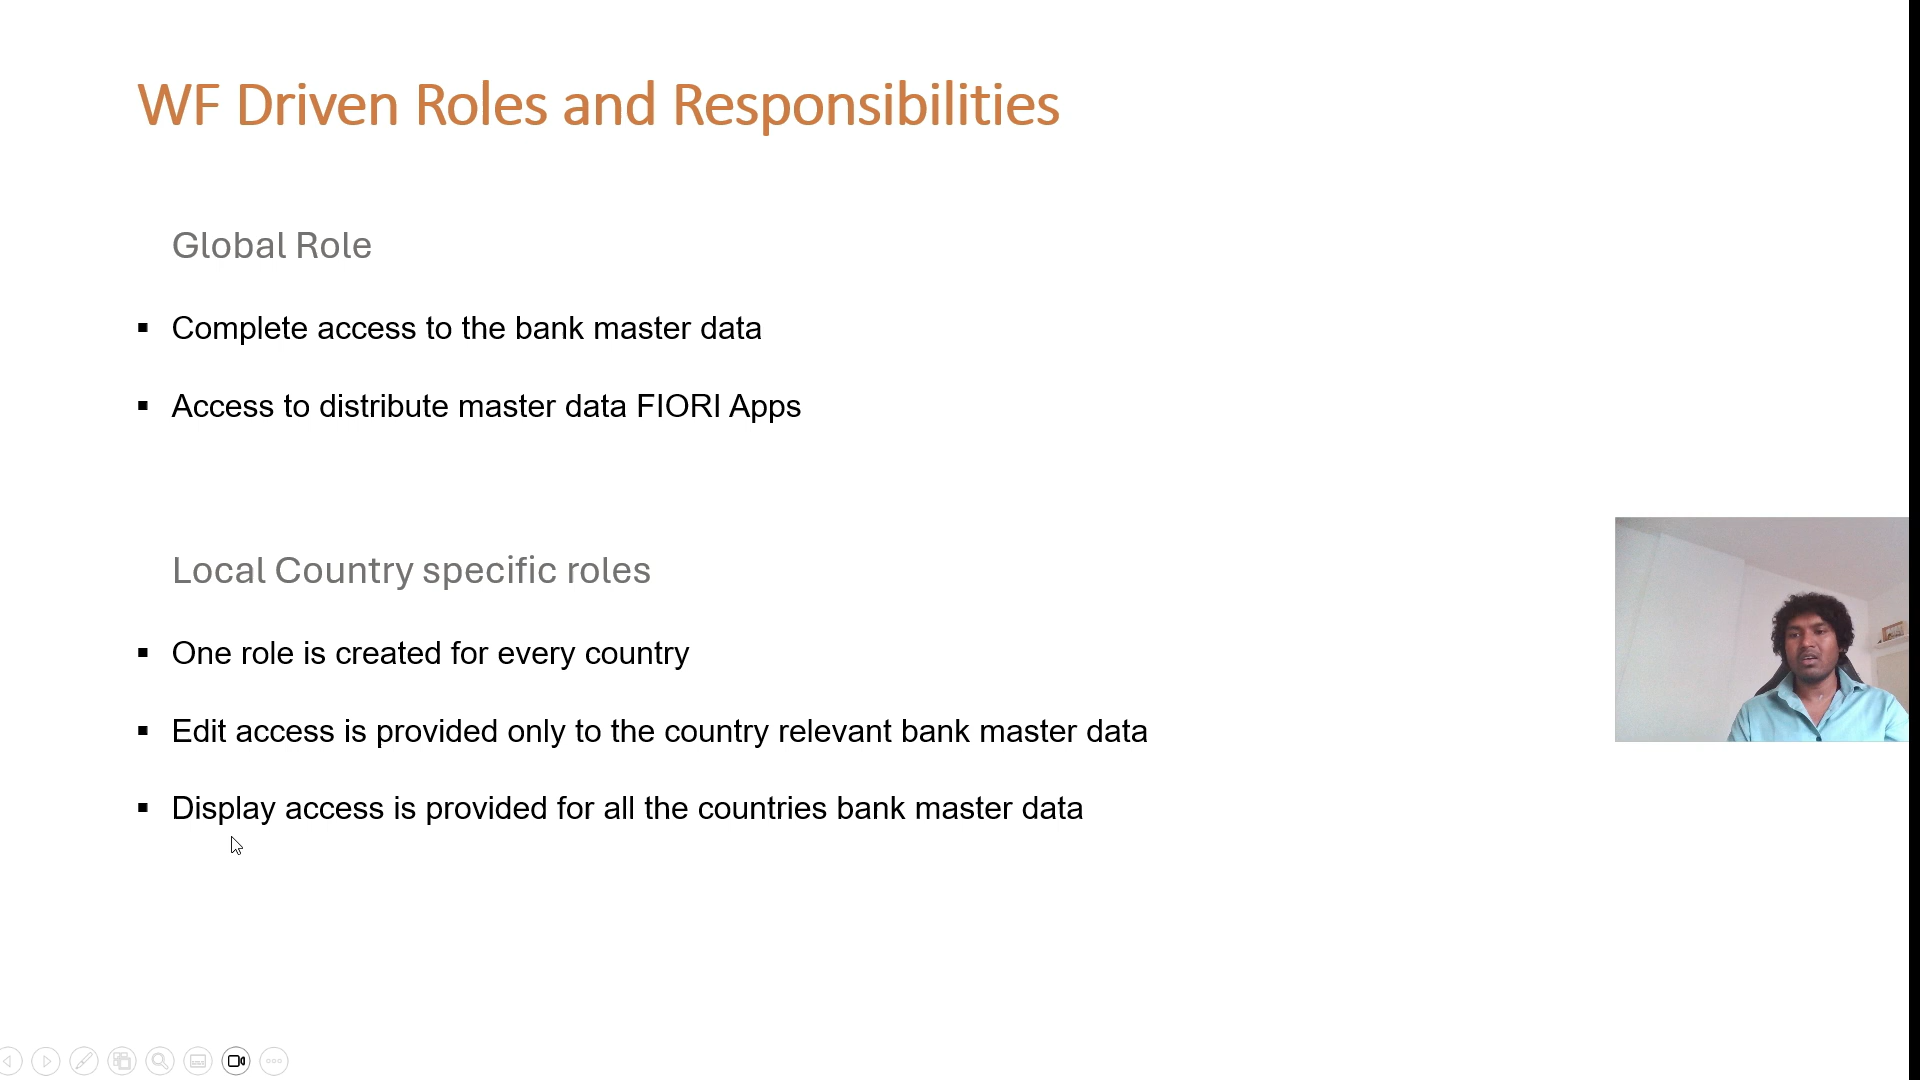 WF Driven Roles and Responsibilities
Global Role
▪ Complete access to the bank master data
▪ Access to distribute master data FIORI Apps
Local Country specific roles
▪ One role is created for every country
▪ Edit access is provided only to the country relevant bank master data
▪ Display access is provided for all the countries bank master data